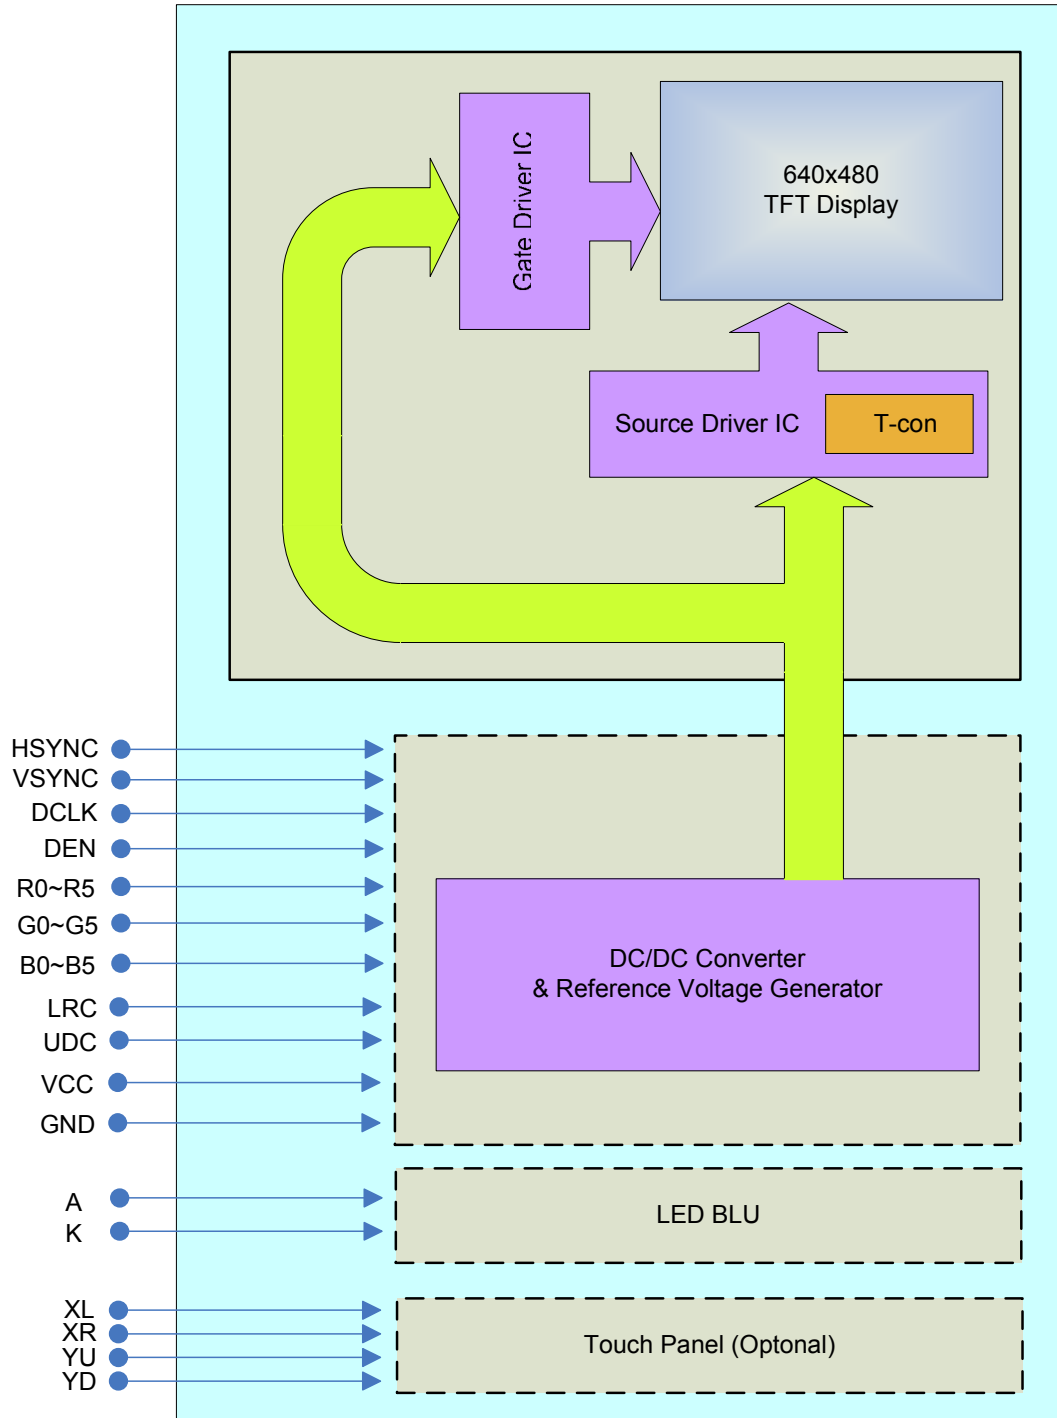 Gate Driver IC
640x480
TFT Display
Source Driver IC
T-con
HSYNC
VSYNC
DCLK
DEN
R0~R5
G0~G5
B0~B5
LRC
UDC
VCC
GND
DC/DC Converter
& Reference Voltage Generator
A
K
LED BLU
XL
XR
YU
YD
Touch Panel (Optonal)